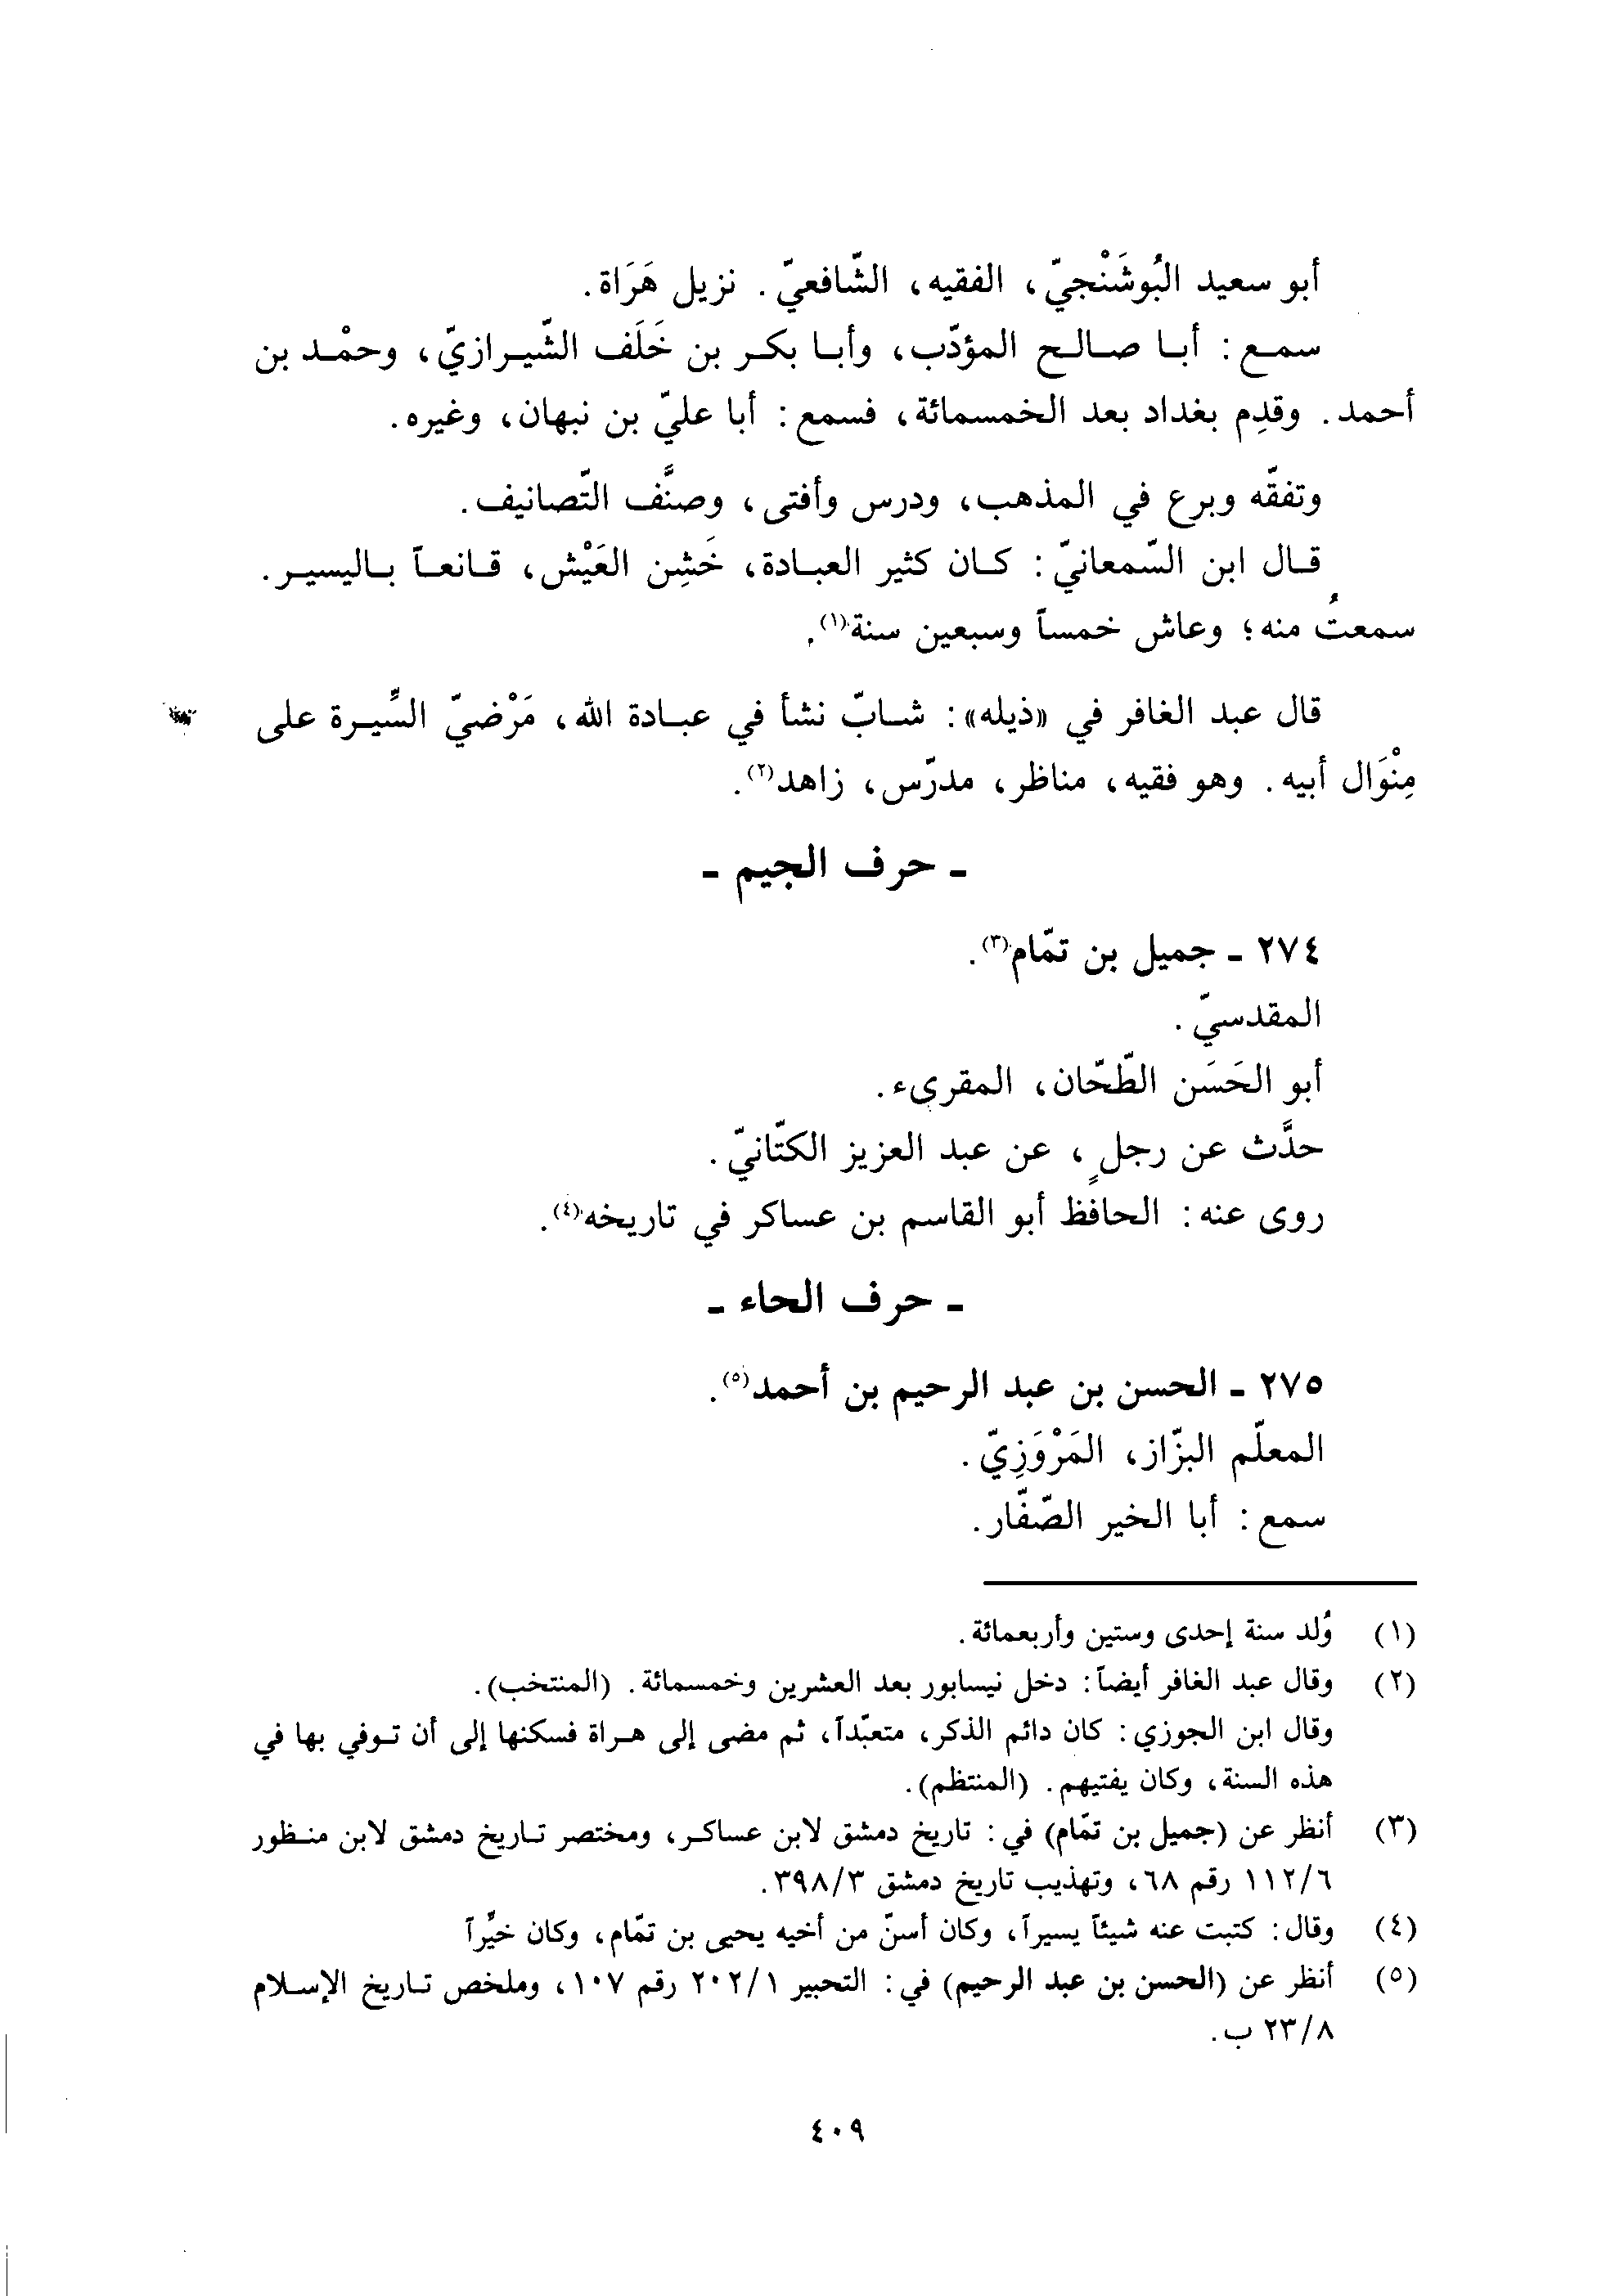 أبو سعيد البُوشَنْجيّ، الفقيه، الشّافعيّ. نزيل هَرَاة.
سمع: أبا صالح المؤدّب، وأبا بكر بن خَلَف الشّيرازيّ، وحمْد بن
أحمد. وقدِم بغداد بعد الخمسمائة، فسمع: أبا عليّ بن نبهان، وغيره.
وتفقّه وبرع في المذهب، ودرس وأفتى، وصنَّف التّصانيف.
قال ابن السّمعانيّ: كان كثير العبادة، خَشِن العَيْش، قانعاً باليسير.
سمعتُ منه؛ وعاش خمساً وسبعين سنة(١).
قال عبد الغافر في «ذيله»: شابّ نشأ في عبادة الله، مَرْضيّ السِّيرة على
مِنْوَال أبيه. وهو فقيه، مناظر، مدرّس، زاهد(٢).
ـ حرف الجيم ـ
٢٧٤ ـ جميل بن تمّام(٣).
المقدسيّ.
أبو الحَسَن الطّحّان، المقرىء.
حدَّث عن رجلٍ، عن عبد العزيز الكتّانيّ.
روى عنه: الحافظ أبو القاسم بن عساكر في تاريخه(٤).
ـ حرف الحاء ـ
٢٧٥ ـ الحسن بن عبد الرحيم بن أحمد(٥).
المعلّم البزّاز، المَرْوَزِيّ.
سمع: أبا الخير الصّفّار.
(١) وُلد سنة إحدى وستين وأربعمائة.
(٢) وقال عبد الغافر أيضاً: دخل نيسابور بعد العشرين وخمسمائة. (المنتخب).
وقال ابن الجوزي: كان دائم الذكر، متعبّداً، ثم مضى إلى هراة فسكنها إلى أن توفي بها في
هذه السنة، وكان يفتيهم. (المنتظم).
(٣) أنظر عن (جميل بن تمّام) في: تاريخ دمشق لابن عساكر، ومختصر تاريخ دمشق لابن منظور
٦/١١٢ رقم ٦٨، وتهذيب تاريخ دمشق ٣/٣٩٨.
(٤) وقال: كتبت عنه شيئاً يسيراً، وكان أسنّ من أخيه يحيى بن تمّام، وكان خيِّراً
(٥) أنظر عن (الحسن بن عبد الرحيم) في: التحبير ١/٢٠٢ رقم ١٠٧، وملخص تاريخ الإسلام
٨/٢٣ ب.
٤٠٩